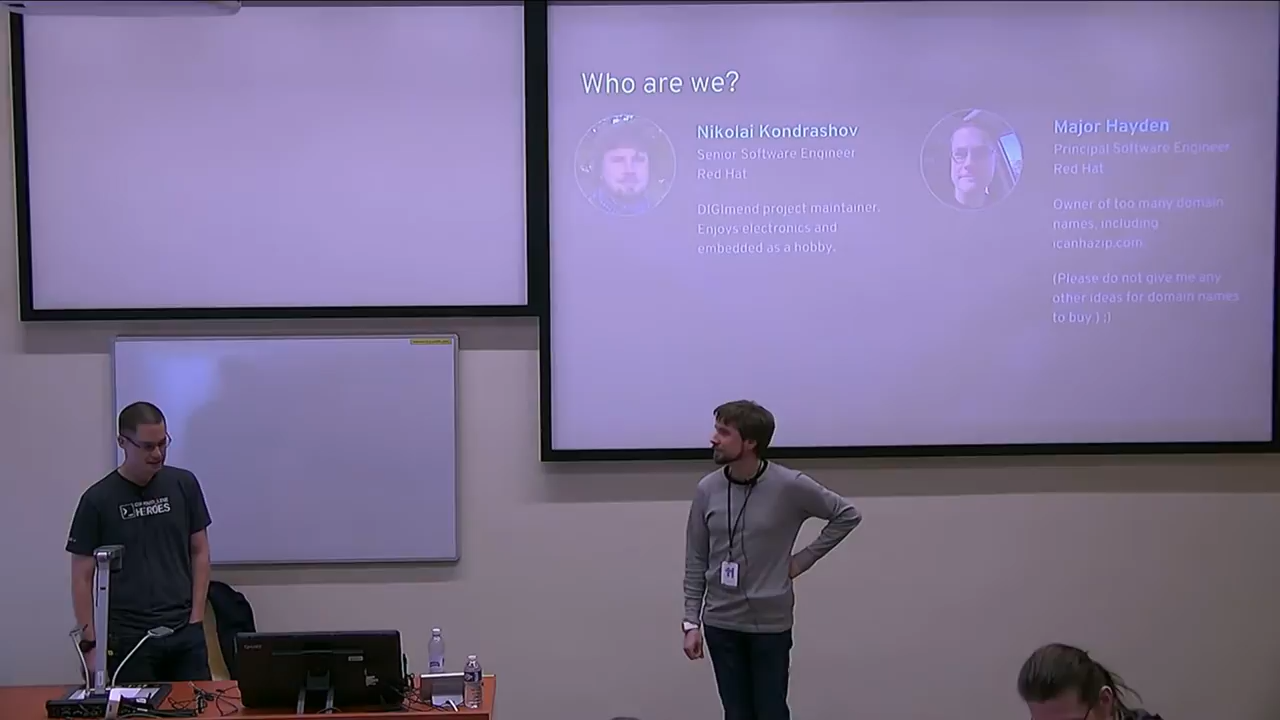 Who are we?
Nikolai Kondrashov
Senior Software Engineer
Red Hat
DIGImend project maintainer.
Enjoys electronics and
embedded as a hobby.
Major Hayden
Principal Software Engineer
Red Hat
Owner of too many domain
names, including
icanhazip.com
(Please do not give me any
other ideas for domain names
to buy.) ;)
COMMAND LINE
HEROES